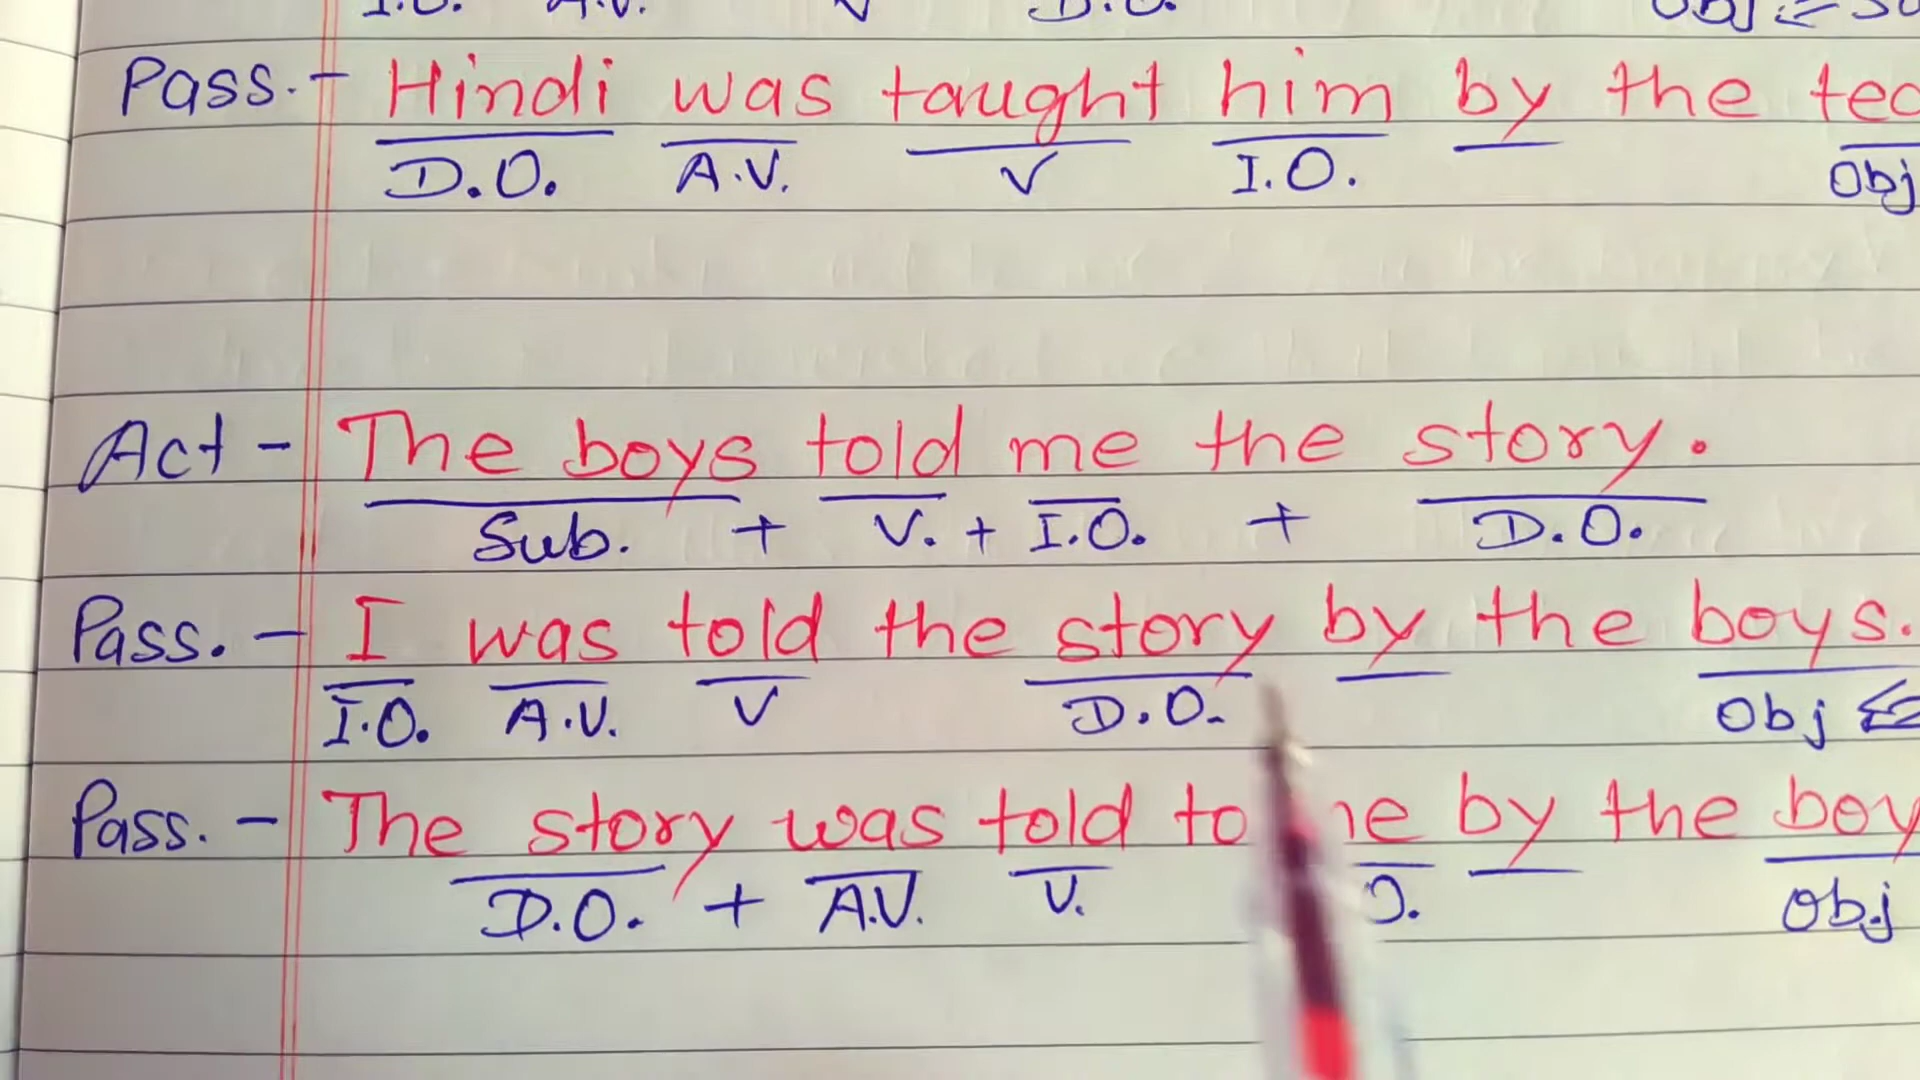 I.O. A.V. V D.O. Obj
Pass. - Hindi was taught him by the
D.O. A.V. V I.O. Obj
Act - The boys told me the story.
Sub. + V. + I.O. + D.O.
Pass. - I was told the story by the boys.
I.O. A.V. V D.O. Obj
Pass. - The story was told to by the
D.O. + A.V. V. Obj